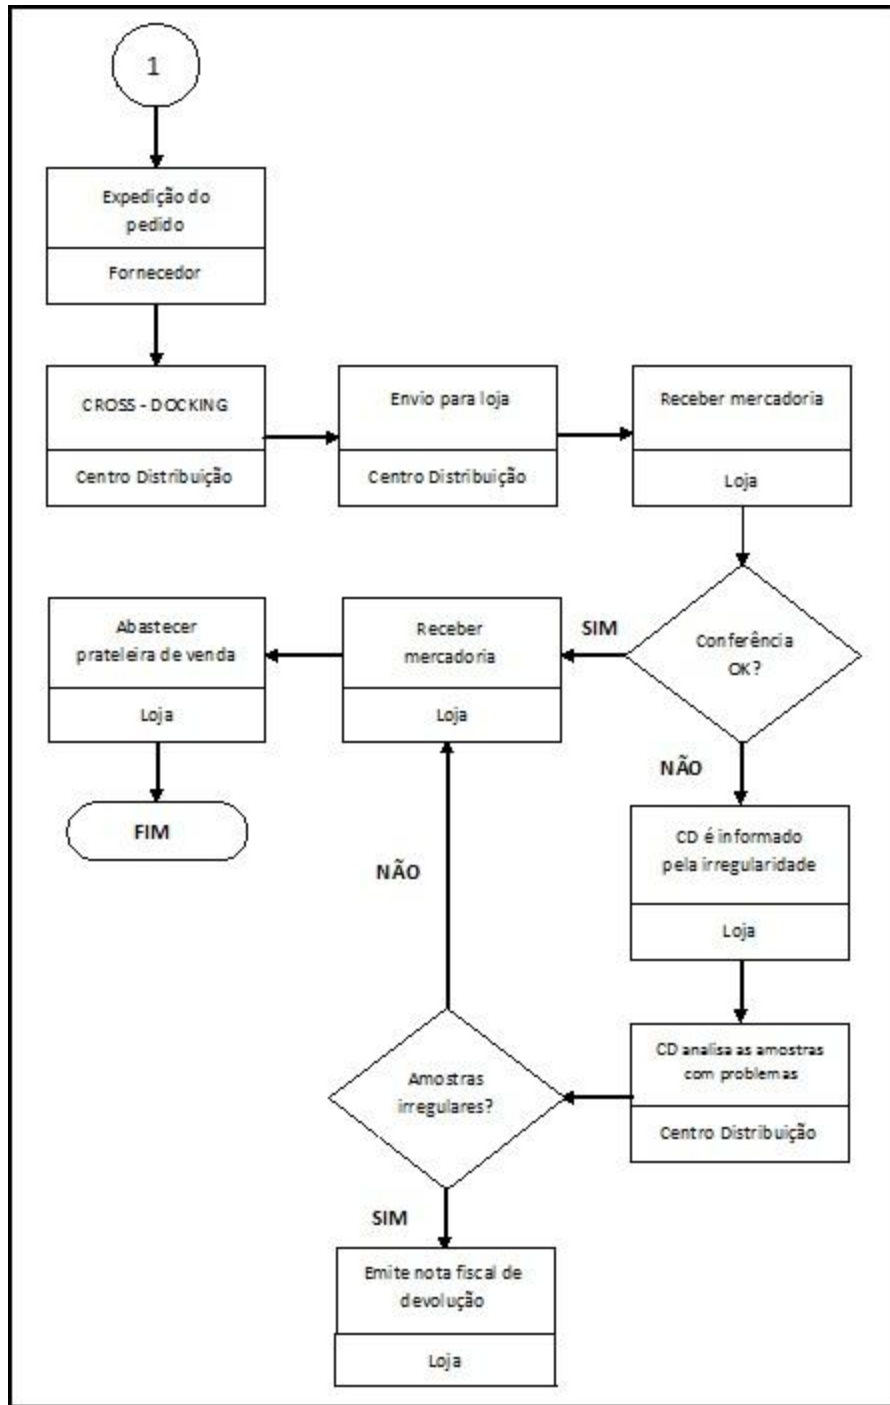 1
Expedição do
pedido
Fornecedor
CROSS - DOCKING
Centro Distribuição
Envio para loja
Centro Distribuição
Receber mercadoria
Loja
Conferência
OK?
SIM
Receber
mercadoria
Loja
Abastecer
prateleira de venda
Loja
FIM
NÃO
CD é informado
pela irregularidade
Loja
CD analisa as amostras
com problemas
Centro Distribuição
Amostras
irregulares?
NÃO
SIM
Emite nota fiscal de
devolução
Loja